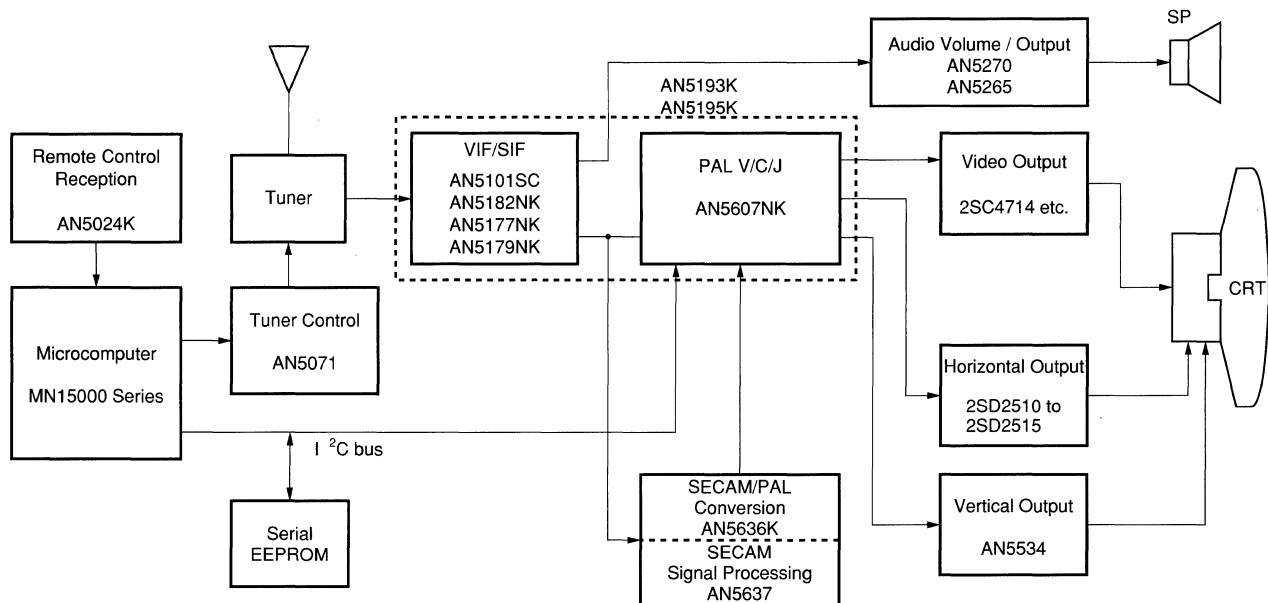 SP
Audio Volume / Output
AN5270
AN5265
AN5193K
AN5195K
Remote Control
Reception
AN5024K
Tuner
VIF/SIF
AN5101SC
AN5182NK
AN5177NK
AN5179NK
PAL V/C/J
AN5607NK
Video Output
2SC4714 etc.
CRT
Microcomputer
MN15000 Series
Tuner Control
AN5071
Horizontal Output
2SD2510 to
2SD2515
I ²C bus
Serial
EEPROM
SECAM/PAL
Conversion
AN5636K
SECAM
Signal Processing
AN5637
Vertical Output
AN5534